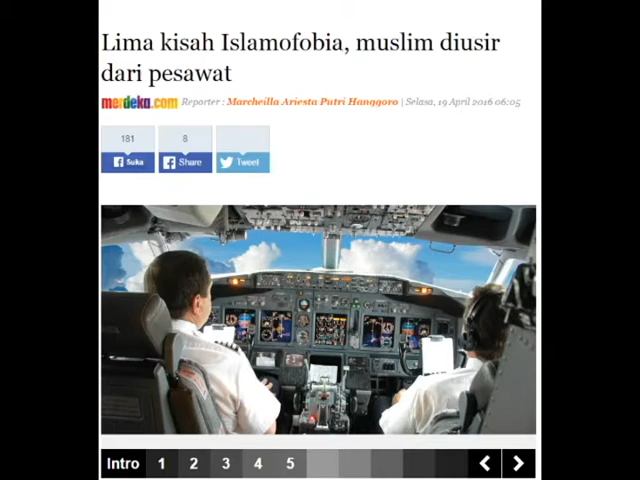 Lima kisah Islamofobia, muslim diusir
dari pesawat
merdeka.com Reporter : Marcheilla Ariesta Putri Hanggoro | Selasa, 19 April 2016 06:05
181 8
Suka Share Tweet
Intro 1 2 3 4 5